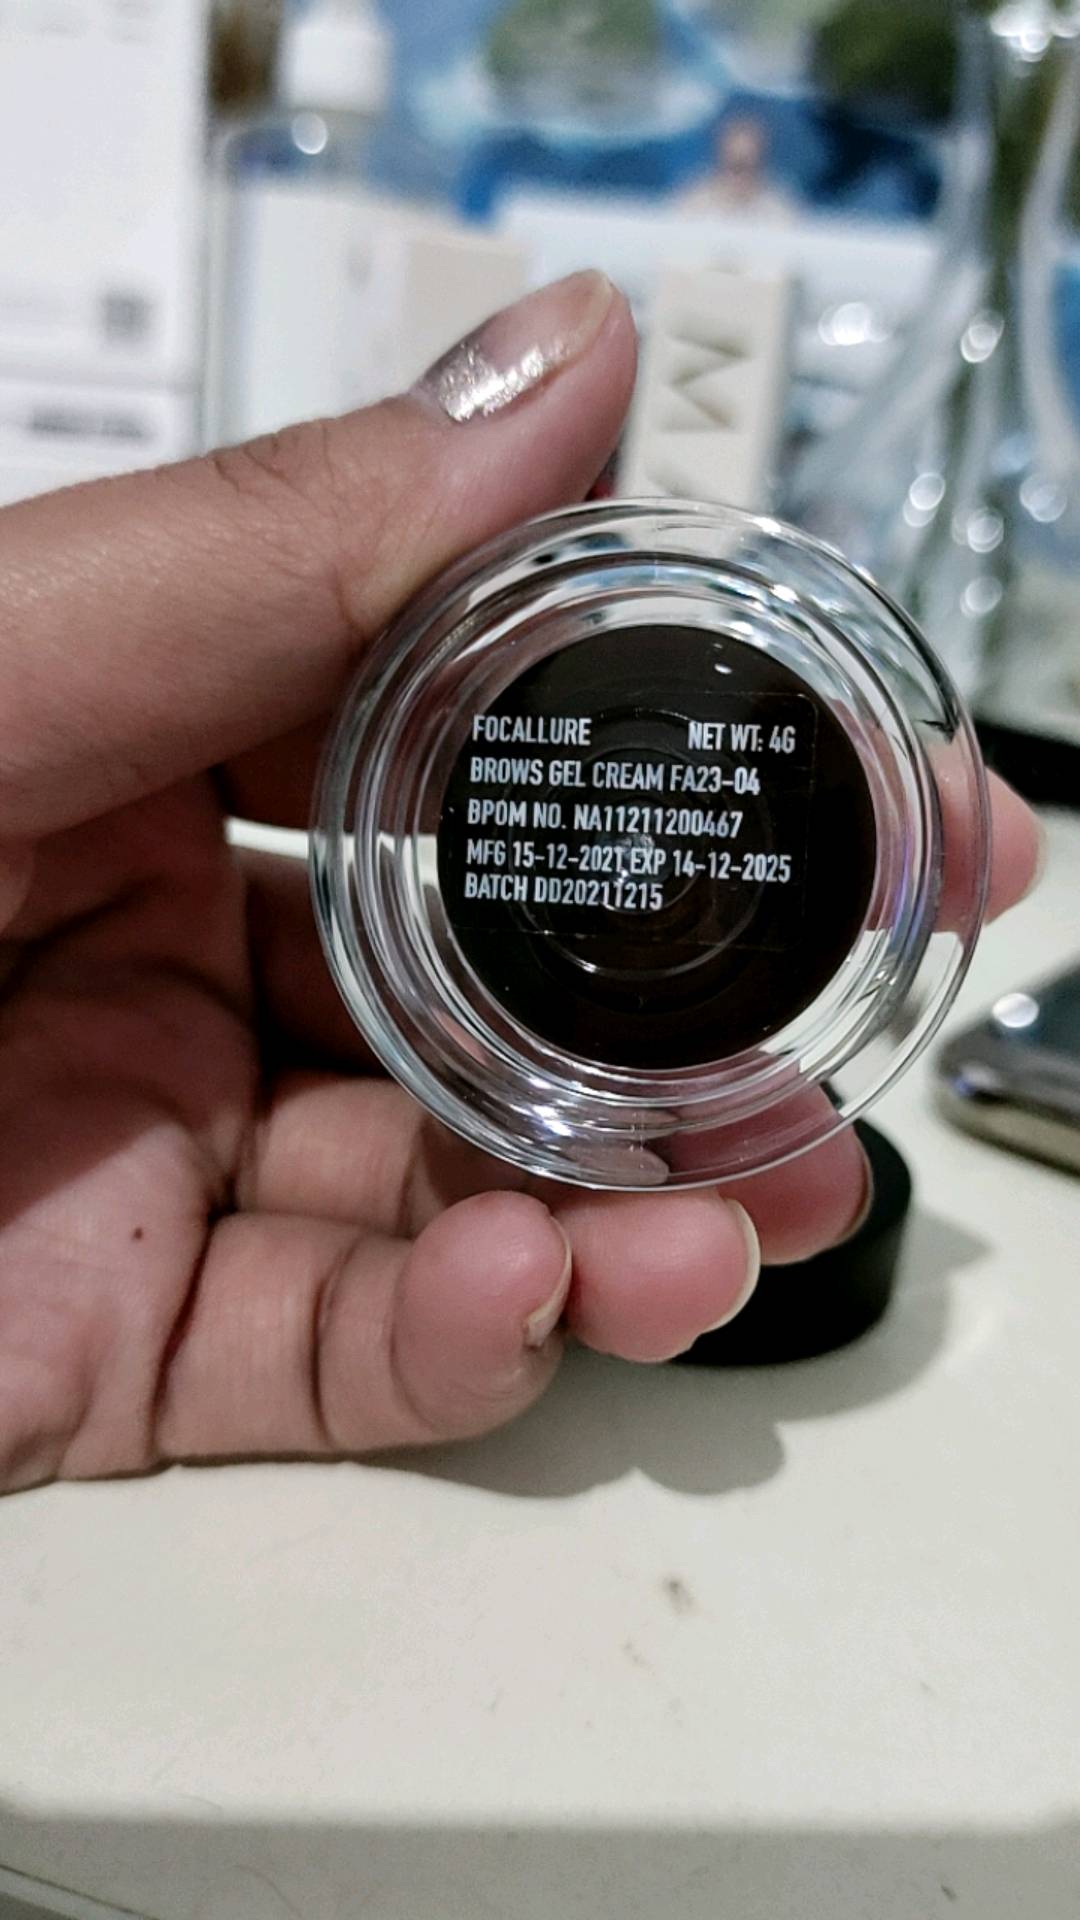 FOCALLURE NET WT: 4G
BROWS GEL CREAM FA23-04
BPOM NO. NA11211200467
MFG 15-12-2021 EXP 14-12-2025
BATCH DD20211215